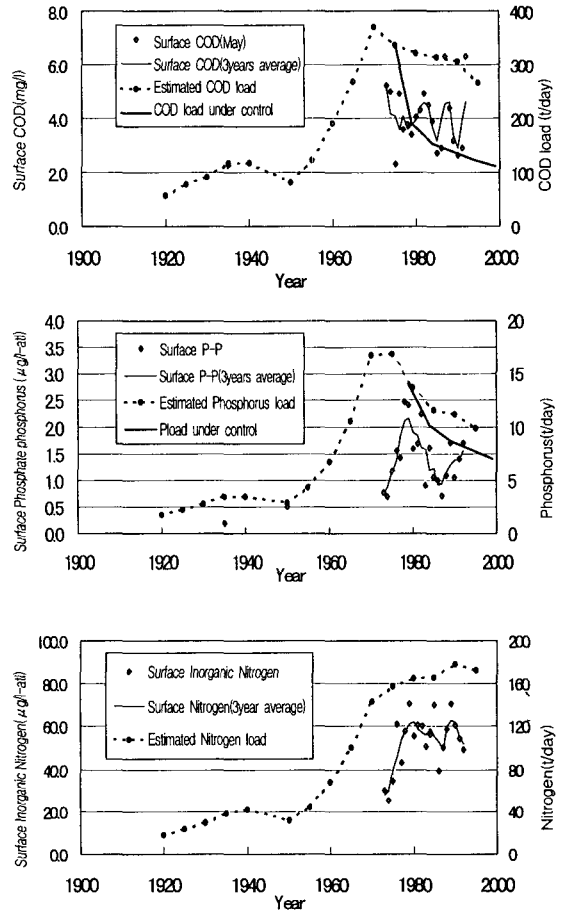 8.0
6.0
4.0
2.0
0.0
400
300
200
100
0
Surface COD(mg/l)
COD load (t/day)
Surface COD(May)
Surface COD(3years average)
Estimated COD load
COD load under control
1900 1920 1940 1960 1980 2000
Year
4.0
3.5
3.0
2.5
2.0
1.5
1.0
0.5
0.0
20
15
10
5
0
Surface Phosphate phosphorus (μg/l-atl)
Phosphorus(t/day)
Surface P-P
Surface P-P(3years average)
Estimated Phosphorus load
Pload under control
1900 1920 1940 1960 1980 2000
Year
100.0
80.0
60.0
40.0
20.0
0.0
200
160
120
80
40
0
Surface Inorganic Nitrogen(μg/l-atl)
Nitrogen(t/day)
Surface Inorganic Nitrogen
Surface Nitrogen(3year average)
Estimated Nitrogen load
1900 1920 1940 1960 1980 2000
Year